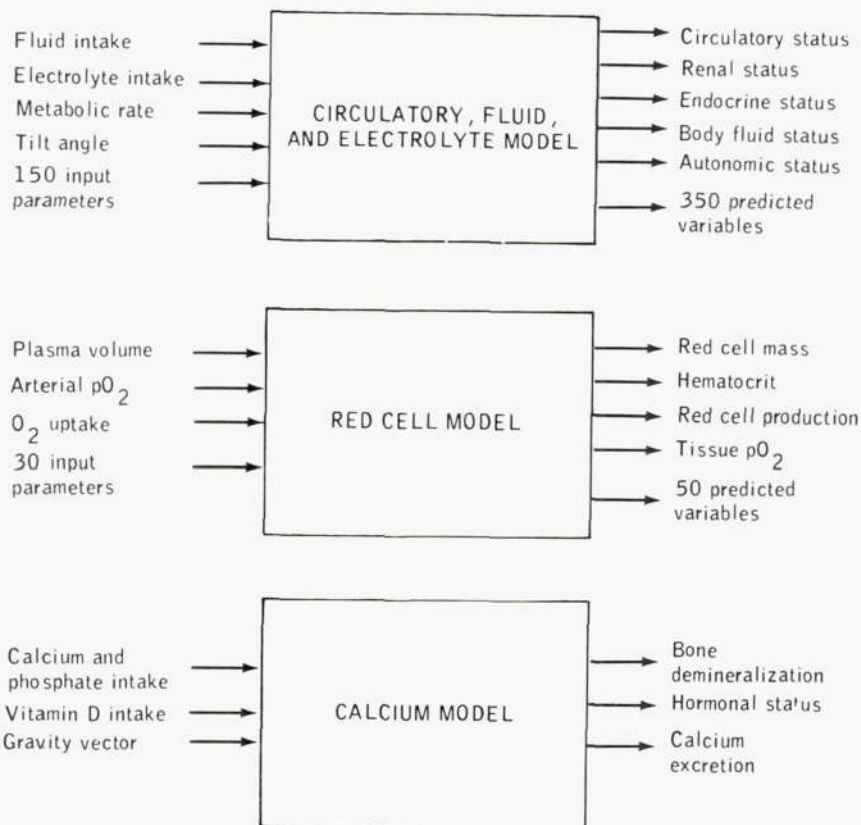 Fluid intake
Electrolyte intake
Metabolic rate
Tilt angle
150 input
parameters
CIRCULATORY, FLUID,
AND ELECTROLYTE MODEL
Circulatory status
Renal status
Endocrine status
Body fluid status
Autonomic status
350 predicted
variables
Plasma volume
Arterial pO2
O2 uptake
30 input
parameters
RED CELL MODEL
Red cell mass
Hematocrit
Red cell production
Tissue pO2
50 predicted
variables
Calcium and
phosphate intake
Vitamin D intake
Gravity vector
CALCIUM MODEL
Bone
demineralization
Hormonal status
Calcium
excretion